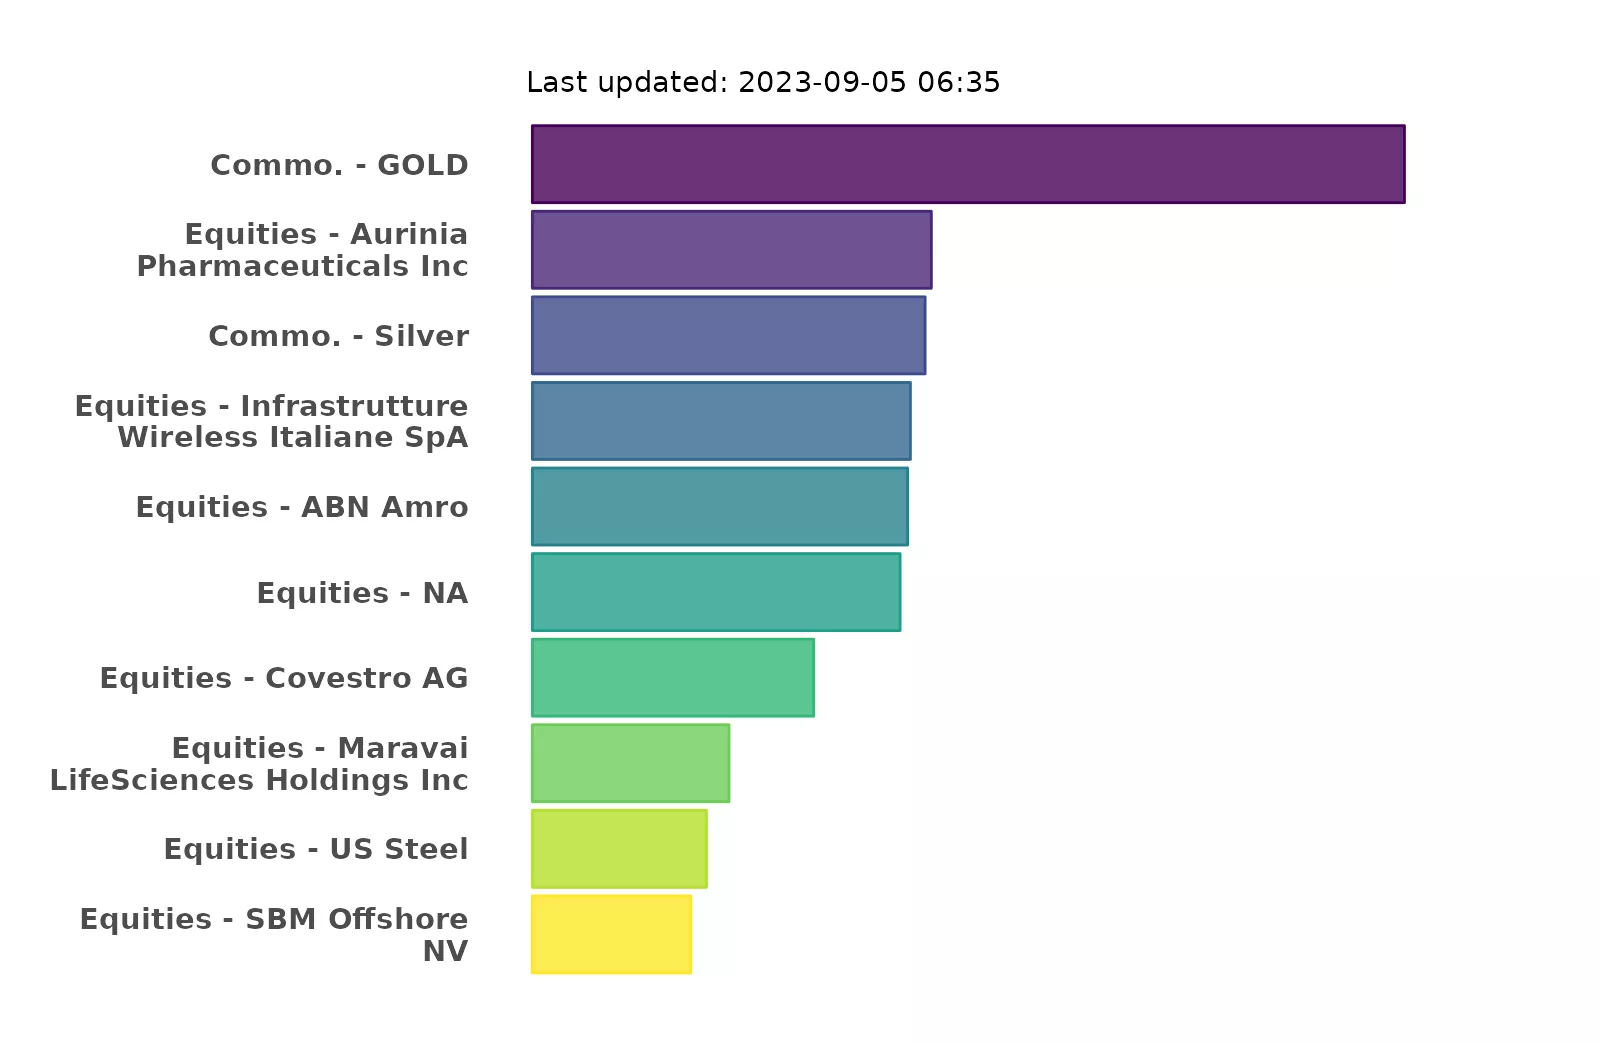 Last updated: 2023-09-05 06:35
Commo. - GOLD
Equities - Aurinia
Pharmaceuticals Inc
Commo. - Silver
Equities - Infrastrutture
Wireless Italiane SpA
Equities - ABN Amro
Equities - NA
Equities - Covestro AG
Equities - Maravai
LifeSciences Holdings Inc
Equities - US Steel
Equities - SBM Offshore
NV